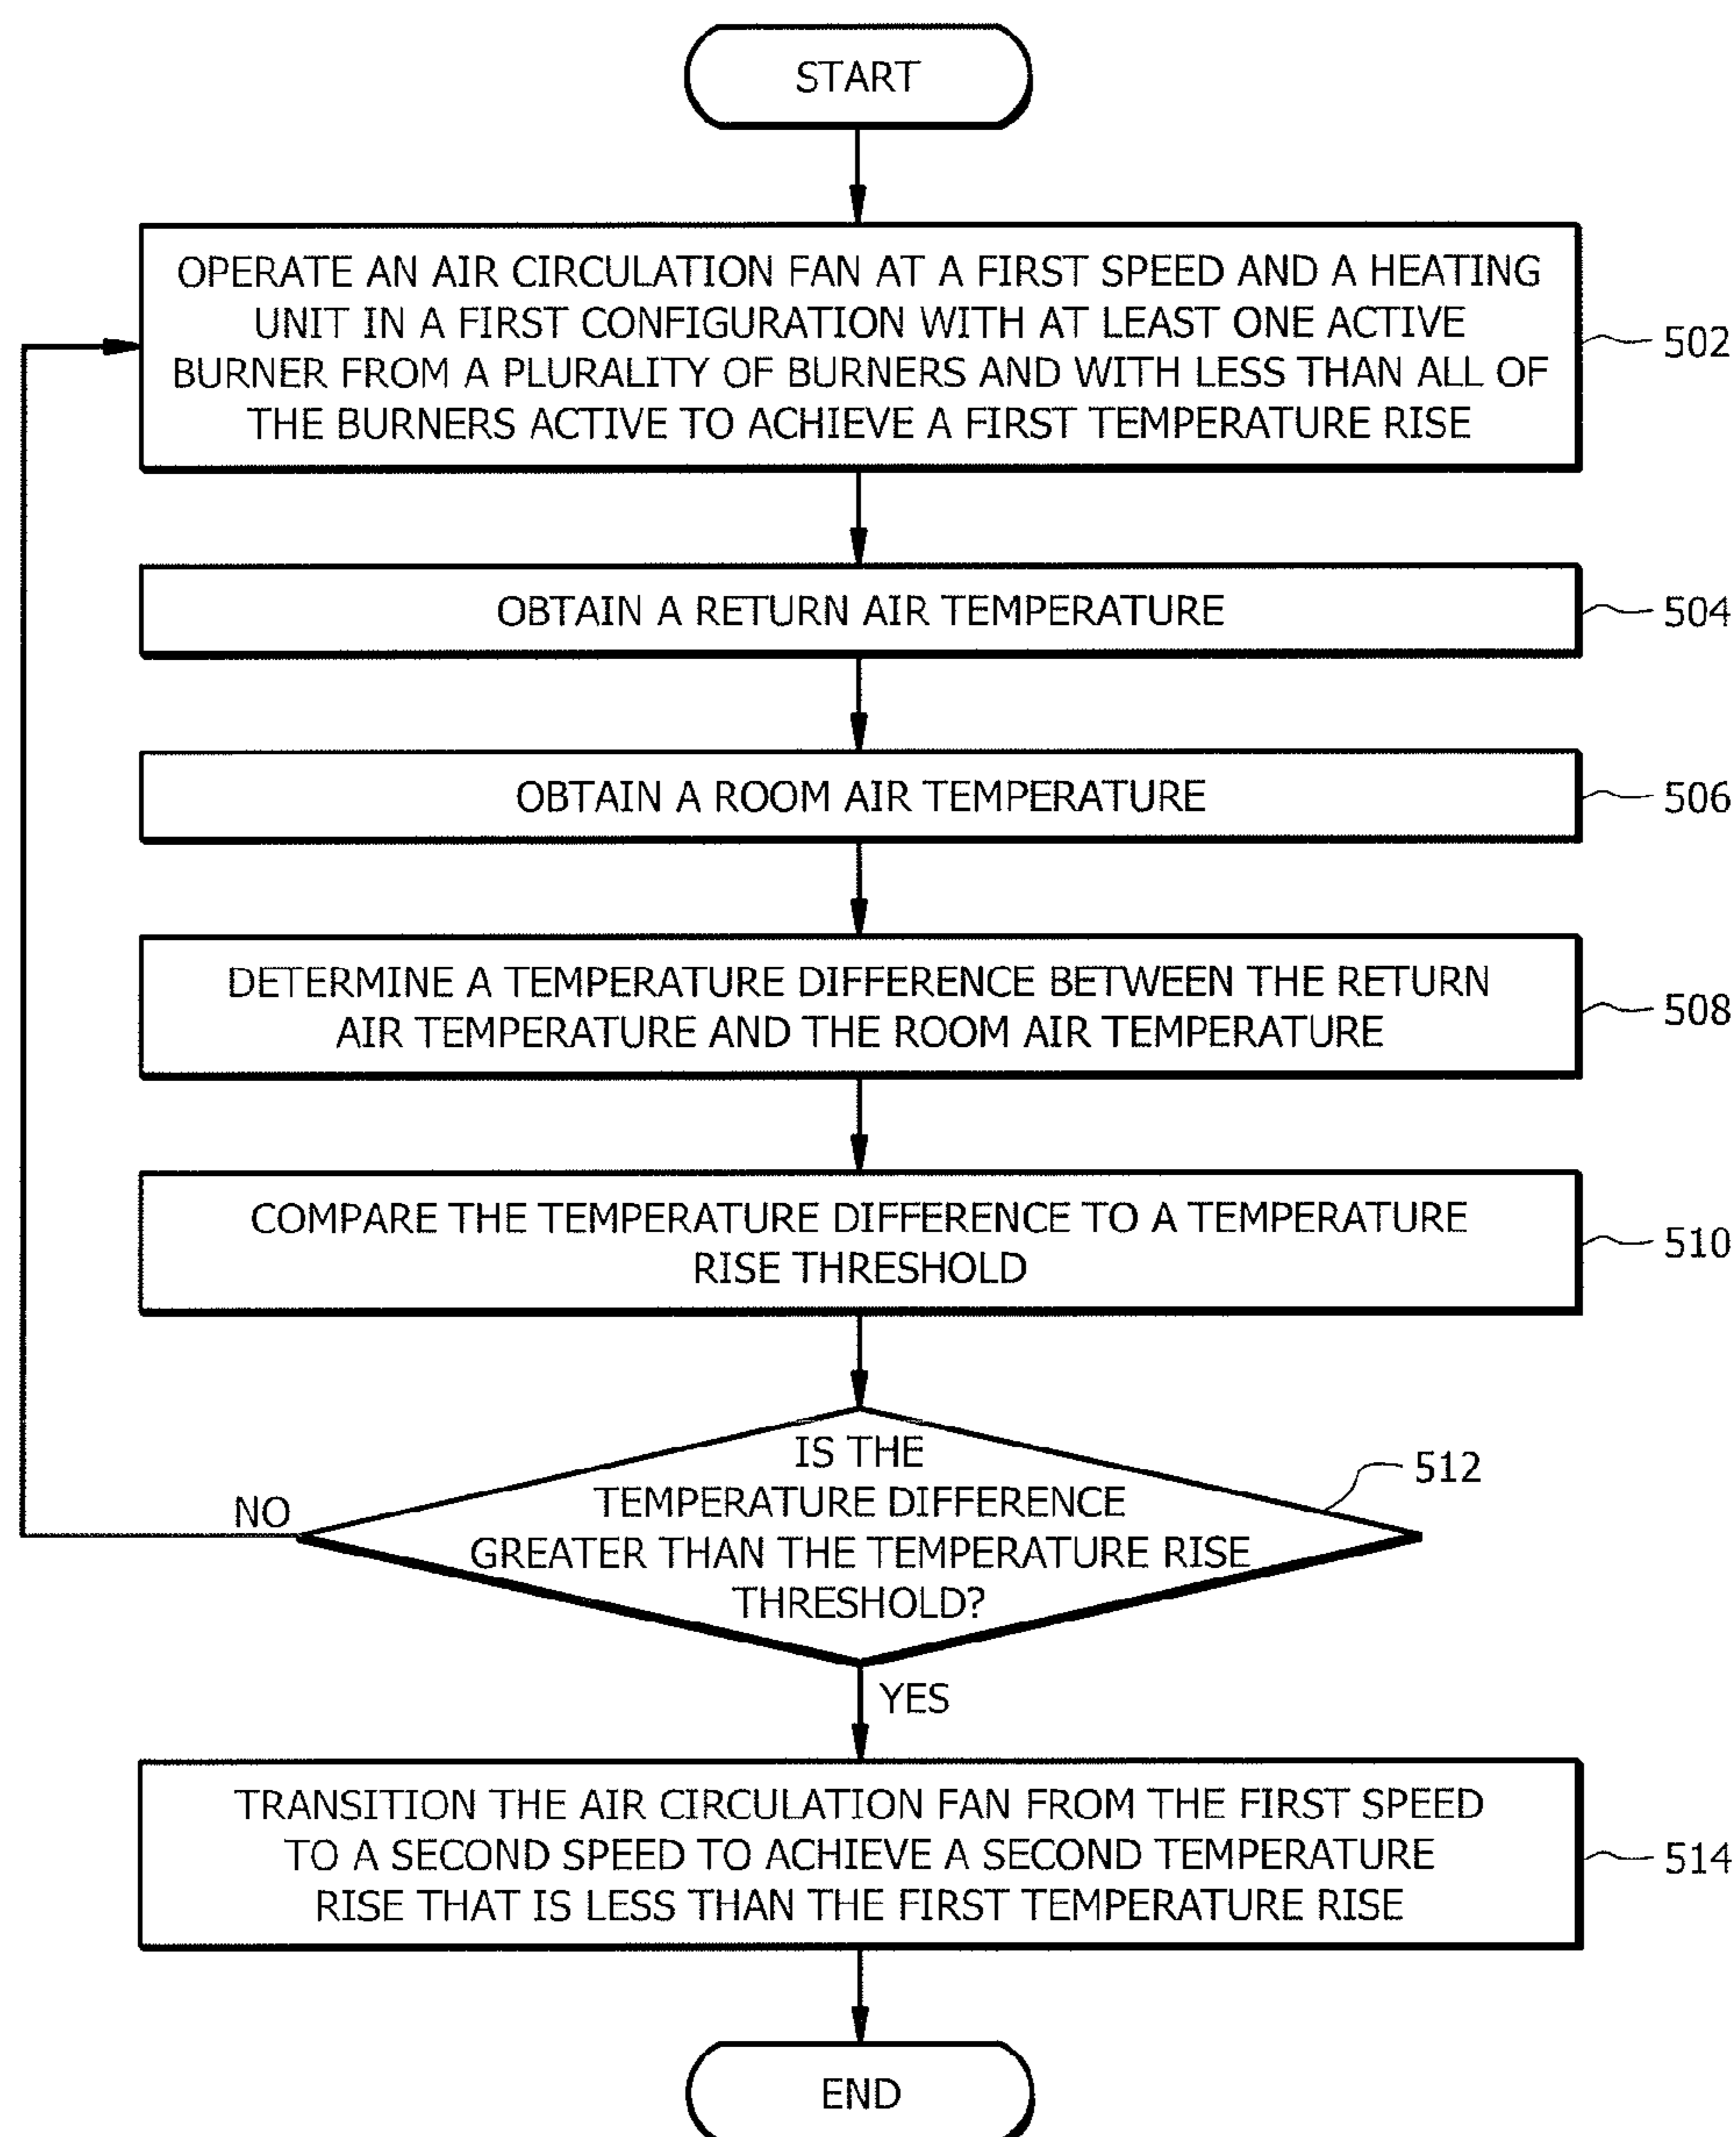 START
OPERATE AN AIR CIRCULATION FAN AT A FIRST SPEED AND A HEATING
UNIT IN A FIRST CONFIGURATION WITH AT LEAST ONE ACTIVE
BURNER FROM A PLURALITY OF BURNERS AND WITH LESS THAN ALL OF
THE BURNERS ACTIVE TO ACHIEVE A FIRST TEMPERATURE RISE
502
OBTAIN A RETURN AIR TEMPERATURE
504
OBTAIN A ROOM AIR TEMPERATURE
506
DETERMINE A TEMPERATURE DIFFERENCE BETWEEN THE RETURN
AIR TEMPERATURE AND THE ROOM AIR TEMPERATURE
508
COMPARE THE TEMPERATURE DIFFERENCE TO A TEMPERATURE
RISE THRESHOLD
510
IS THE
TEMPERATURE DIFFERENCE
GREATER THAN THE TEMPERATURE RISE
THRESHOLD?
512
NO
YES
TRANSITION THE AIR CIRCULATION FAN FROM THE FIRST SPEED
TO A SECOND SPEED TO ACHIEVE A SECOND TEMPERATURE
RISE THAT IS LESS THAN THE FIRST TEMPERATURE RISE
514
END